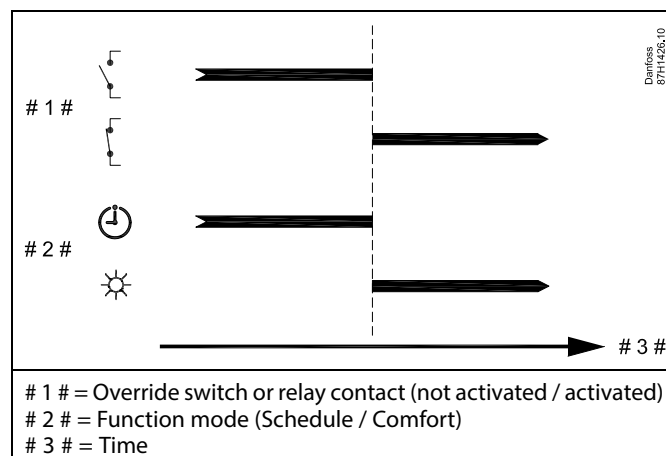 Danfoss
87H1426.10
# 1 #
# 2 #
# 3 #
# 1 # = Override switch or relay contact (not activated / activated)
# 2 # = Function mode (Schedule / Comfort)
# 3 # = Time